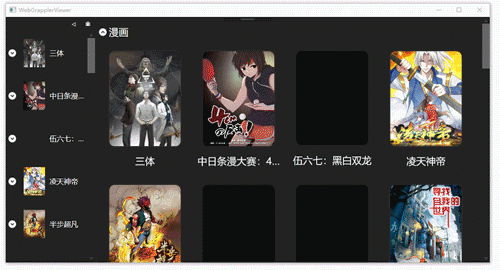 WebGrapplerViewer
漫画
三体
中日条漫...
伍六七：...
凌天神帝
半步超凡
三体
中日条漫大赛：4...
伍六七：黑白双龙
凌天神帝
寻找
自我的
世界